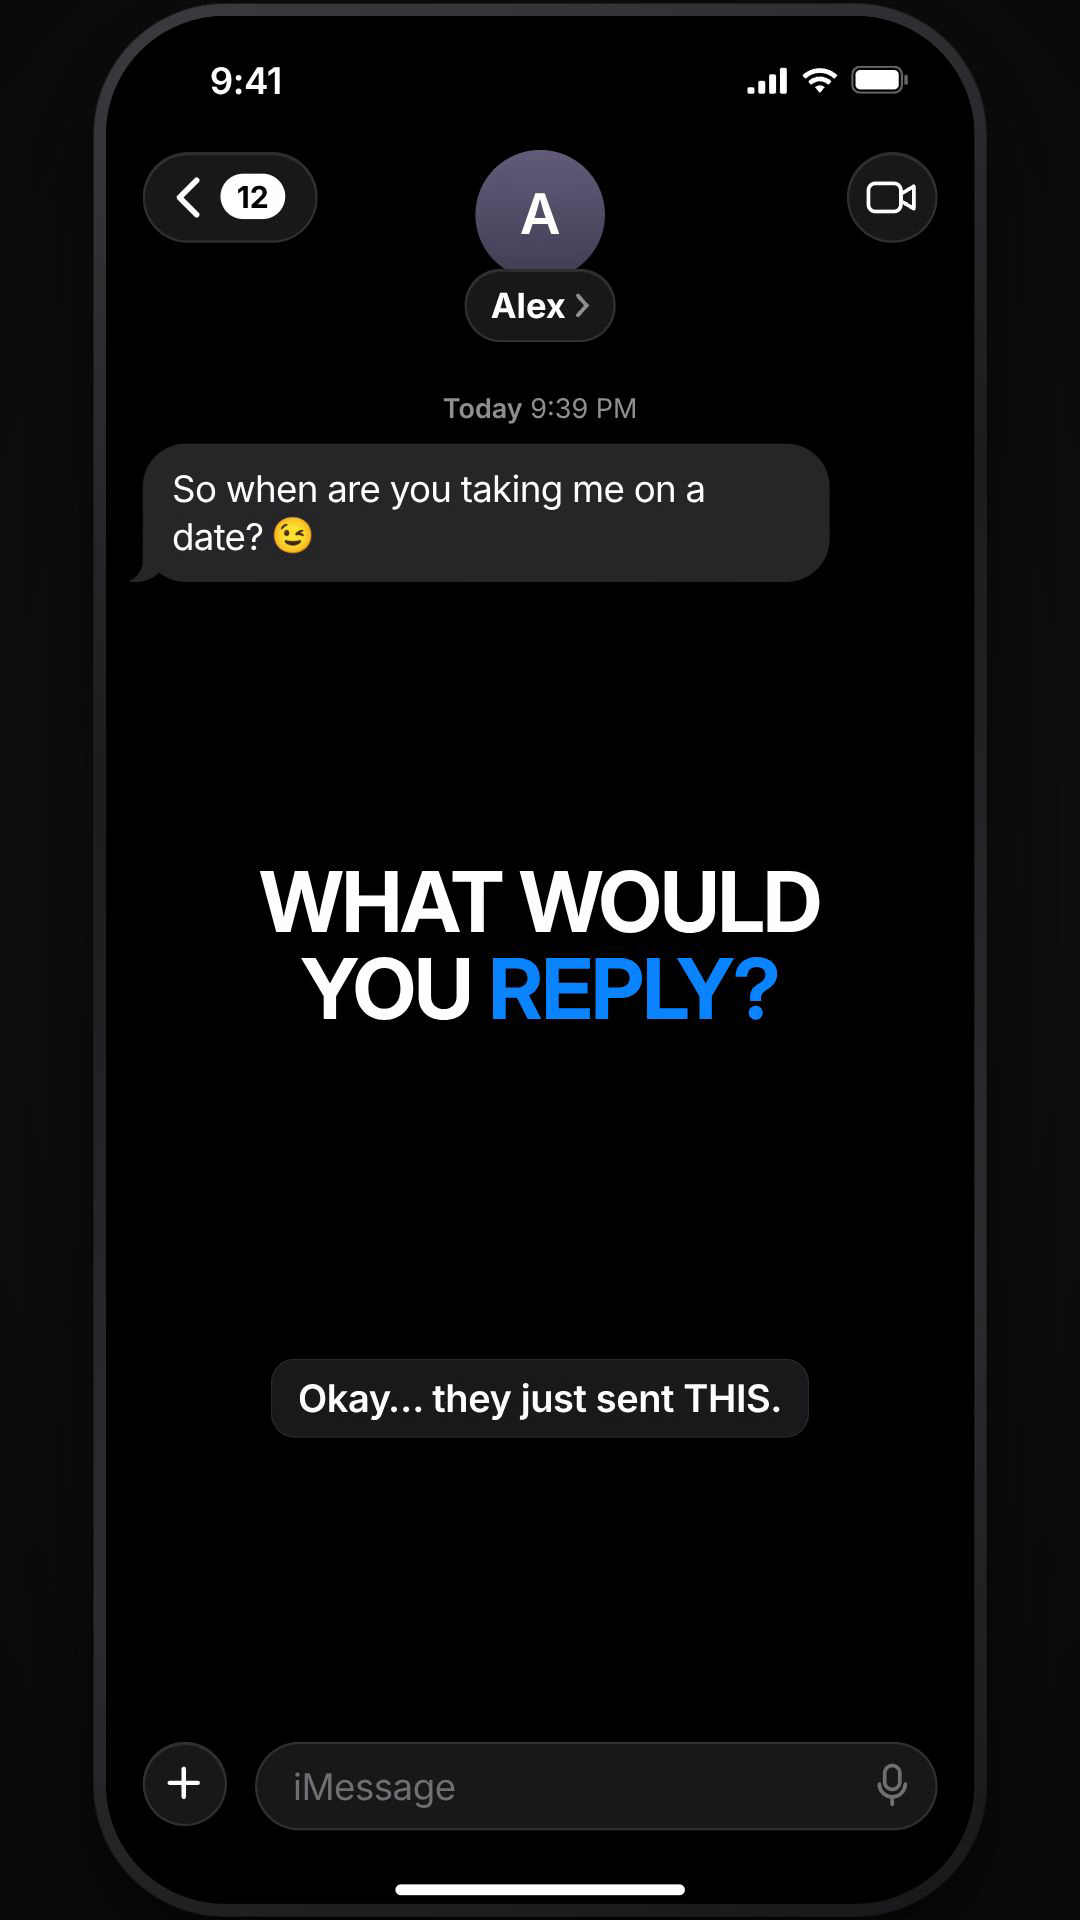 9:41
12
A
Alex
Today 9:39 PM
So when are you taking me on a
date? 😉
WHAT WOULD
YOU REPLY?
Okay... they just sent THIS.
iMessage